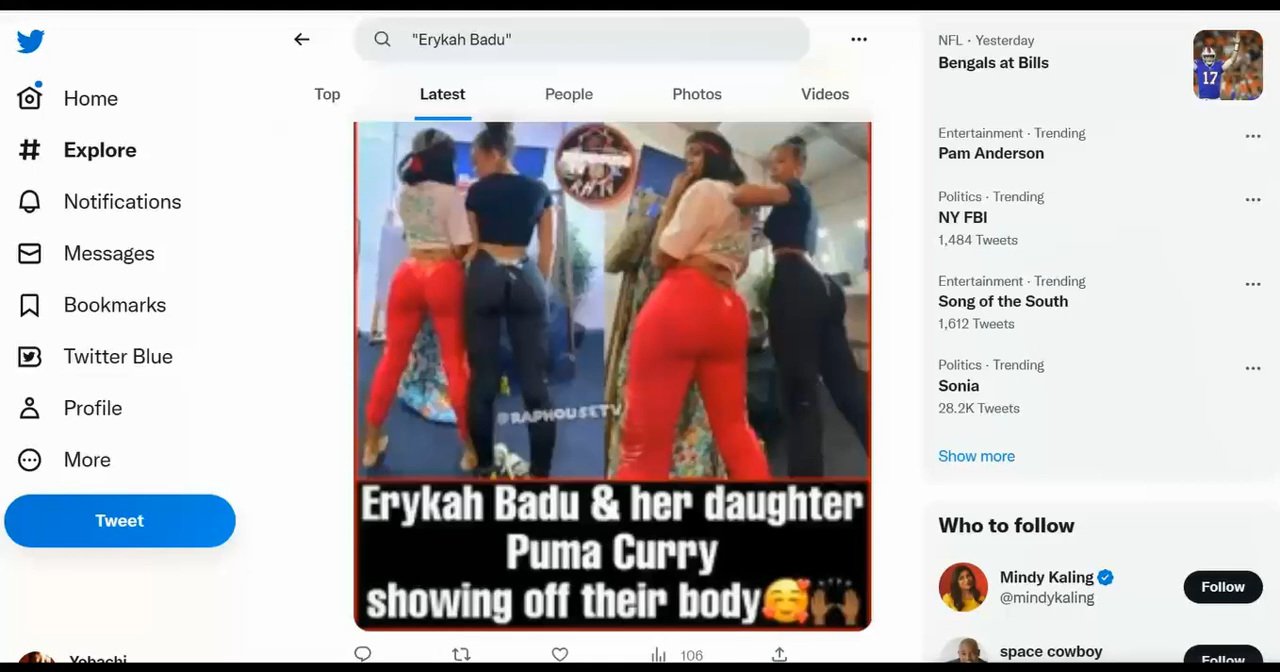 "Erykah Badu"
Top
Latest
People
Photos
Videos
Home
Explore
Notifications
Messages
Bookmarks
Twitter Blue
Profile
More
Tweet
Yobachi
@RAPHOUSETV
Erykah Badu & her daughter
Puma Curry
showing off their body🥰🙌🏾
106
NFL · Yesterday
Bengals at Bills
17
Entertainment · Trending
Pam Anderson
Politics · Trending
NY FBI
1,484 Tweets
Entertainment · Trending
Song of the South
1,612 Tweets
Politics · Trending
Sonia
28.2K Tweets
Show more
Who to follow
Mindy Kaling
@mindykaling
Follow
space cowboy
Follow